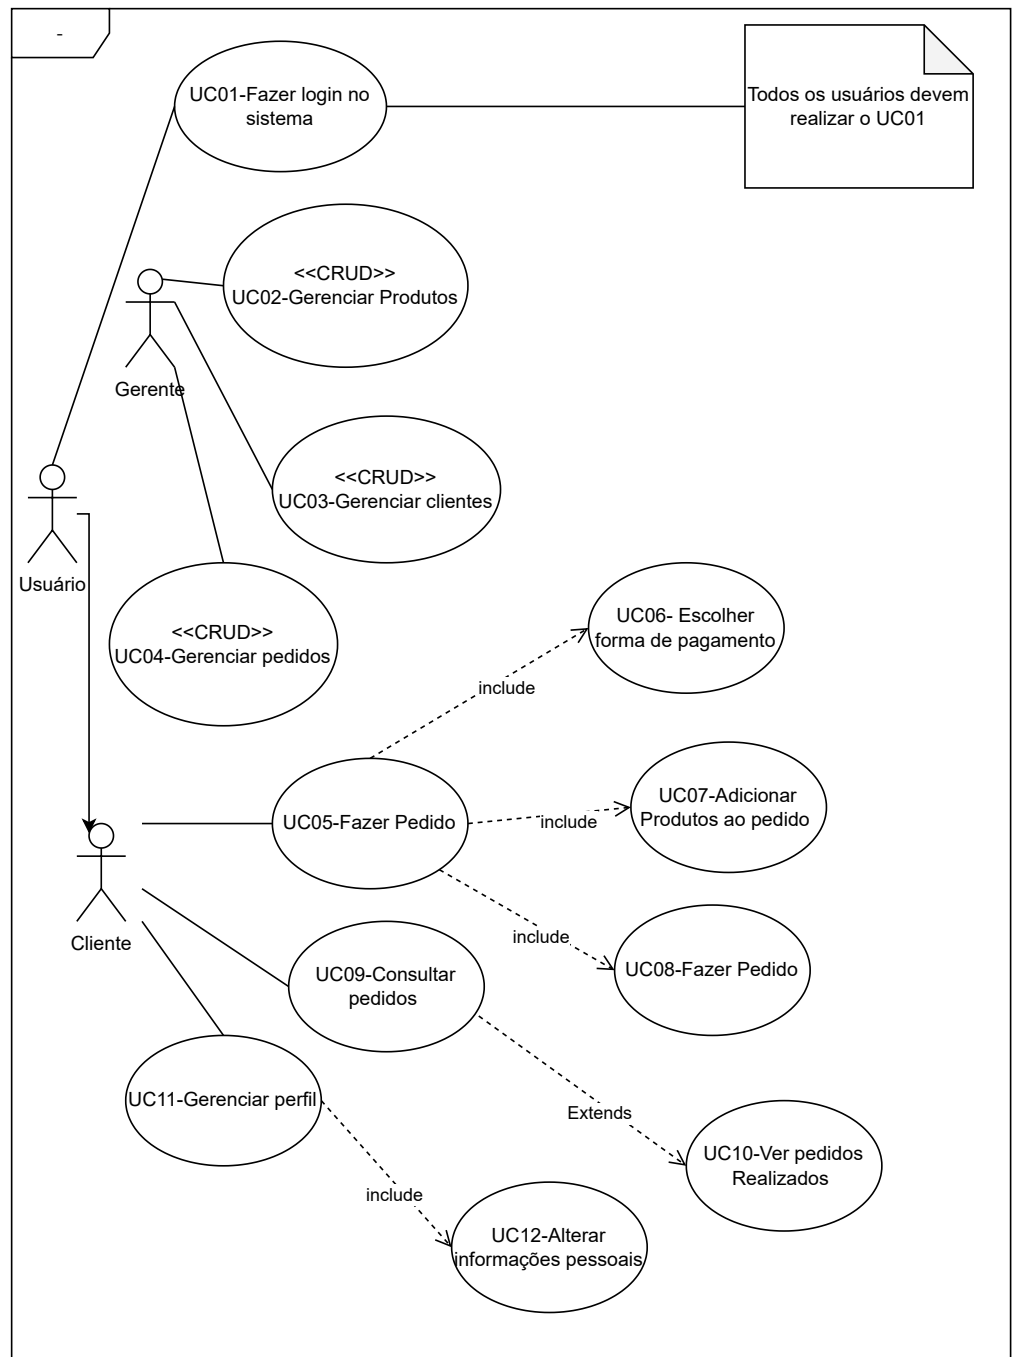 -
UC01-Fazer login no
sistema
Todos os usuários devem
realizar o UC01
<<CRUD>>
UC02-Gerenciar Produtos
Gerente
<<CRUD>>
UC03-Gerenciar clientes
Usuário
<<CRUD>>
UC04-Gerenciar pedidos
UC06- Escolher
forma de pagamento
include
UC07-Adicionar
Produtos ao pedido
UC05-Fazer Pedido
include
include
Cliente
UC08-Fazer Pedido
UC09-Consultar
pedidos
UC11-Gerenciar perfil
Extends
UC10-Ver pedidos
Realizados
include
UC12-Alterar
informações pessoais